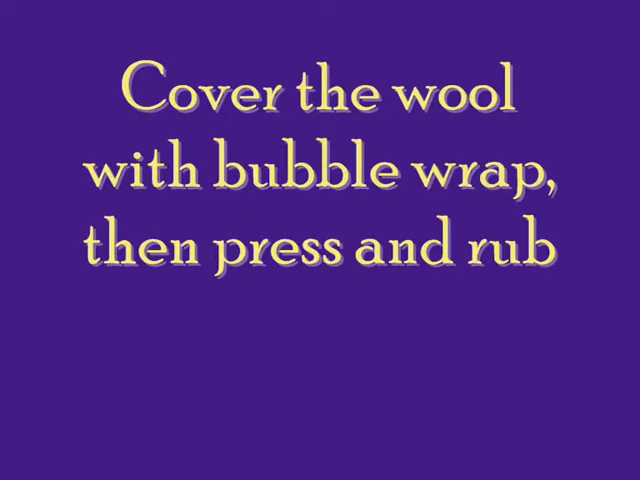 Cover the wool
with bubble wrap,
then press and rub